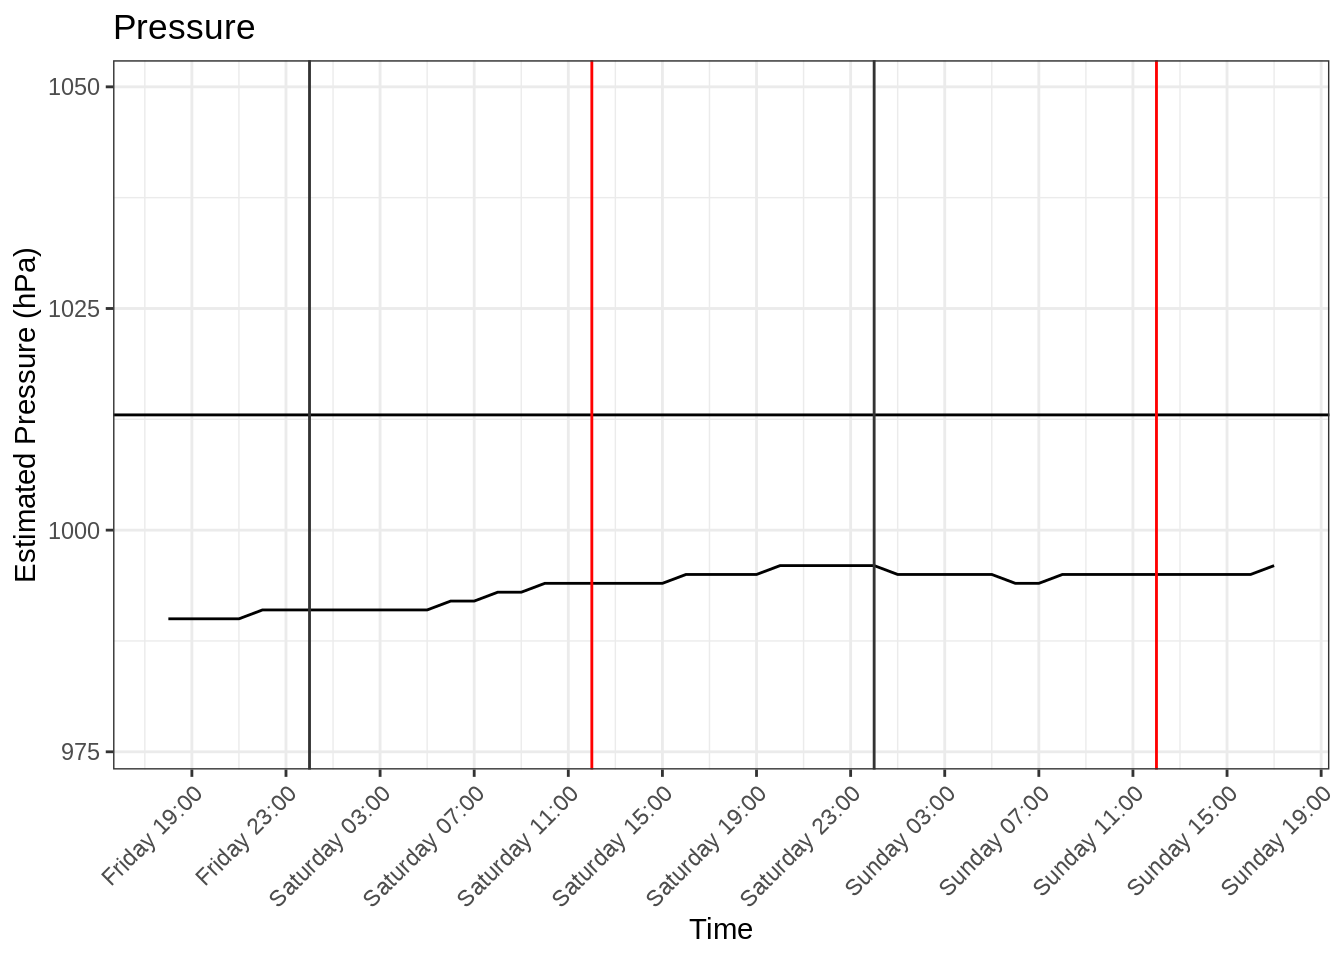 Pressure
Estimated Pressure (hPa)
1050
1025
1000
975
Friday 19:00
Friday 23:00
Saturday 03:00
Saturday 07:00
Saturday 11:00
Saturday 15:00
Saturday 19:00
Saturday 23:00
Sunday 03:00
Sunday 07:00
Sunday 11:00
Sunday 15:00
Sunday 19:00
Time